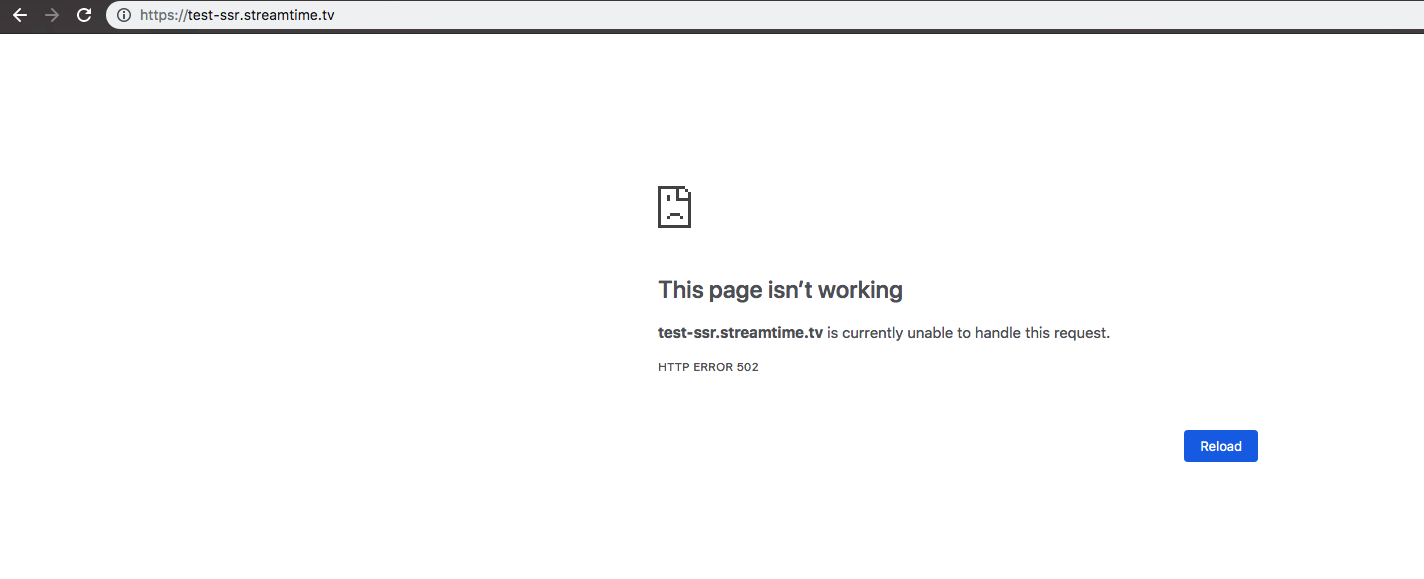 https://test-ssr.streamtime.tv
This page isn’t working
test-ssr.streamtime.tv is currently unable to handle this request.
HTTP ERROR 502
Reload